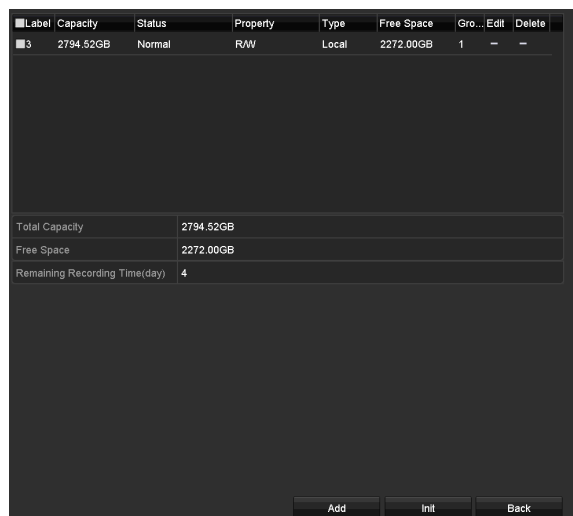 Label Capacity Status Property Type Free Space Gro... Edit Delete
3 2794.52GB Normal R/W Local 2272.00GB 1 – –
Total Capacity 2794.52GB
Free Space 2272.00GB
Remaining Recording Time(day) 4
Add Init Back